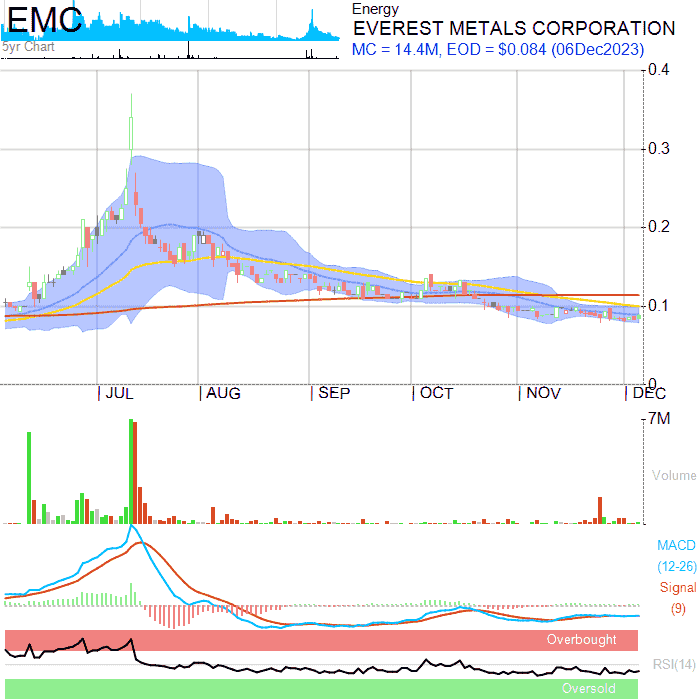 EMC
5yr Chart
Energy
EVEREST METALS CORPORATION
MC = 14.4M, EOD = $0.084 (06Dec2023)
0.4
0.3
0.2
0.1
0
JUL AUG SEP OCT NOV DEC
7M
Volume
MACD
(12-26)
Signal
(9)
Overbought
RSI(14)
Oversold